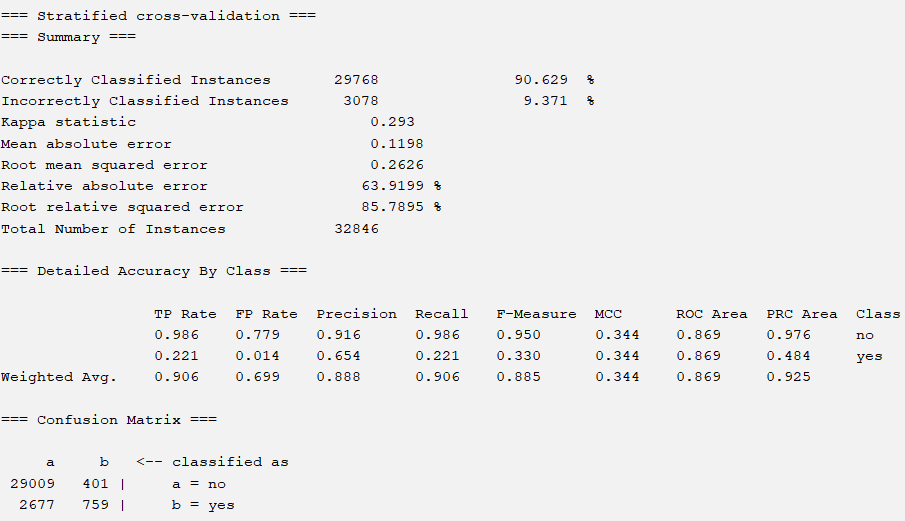 === Stratified cross-validation ===
=== Summary ===
Correctly Classified Instances 29768 90.629 %
Incorrectly Classified Instances 3078 9.371 %
Kappa statistic 0.293
Mean absolute error 0.1198
Root mean squared error 0.2626
Relative absolute error 63.9199 %
Root relative squared error 85.7895 %
Total Number of Instances 32846
=== Detailed Accuracy By Class ===
TP Rate FP Rate Precision Recall F-Measure MCC ROC Area PRC Area Class
0.986 0.779 0.916 0.986 0.950 0.344 0.869 0.976 no
0.221 0.014 0.654 0.221 0.330 0.344 0.869 0.484 yes
Weighted Avg. 0.906 0.699 0.888 0.906 0.885 0.344 0.869 0.925
=== Confusion Matrix ===
a b <-- classified as
29009 401 | a = no
2677 759 | b = yes